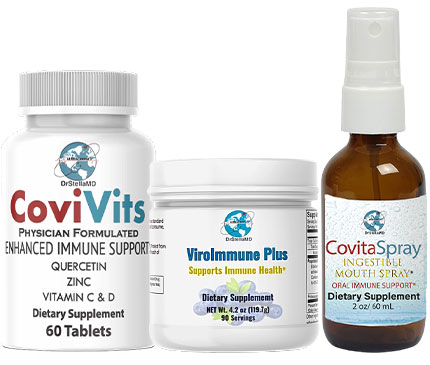 DrStellaMD
CoviVits
PHYSICIAN FORMULATED
ENHANCED IMMUNE SUPPORT
QUERCETIN
ZINC
VITAMIN C & D
Dietary Supplement
60 Tablets
DrStellaMD
ViroImmune Plus
Supports Immune Health*
Dietary Supplement
NET Wt. 4.2 oz (119.7g)
90 Servings
DrStellaMD
CovitaSpray
INGESTIBLE
MOUTH SPRAY*
ORAL IMMUNE SUPPORT*
Dietary Supplement
2 oz/ 60 mL